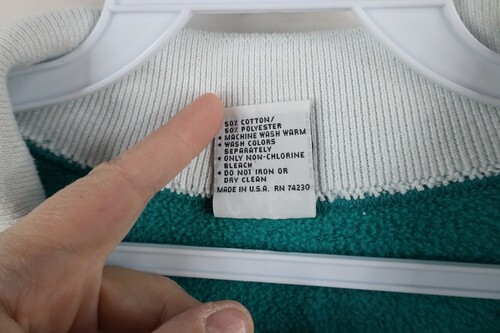 50% COTTON/
50% POLYESTER
• MACHINE WASH WARM
• WASH COLORS
SEPARATELY
• ONLY NON-CHLORINE
BLEACH
• DO NOT IRON OR
DRY CLEAN
MADE IN U.S.A. RN 74230